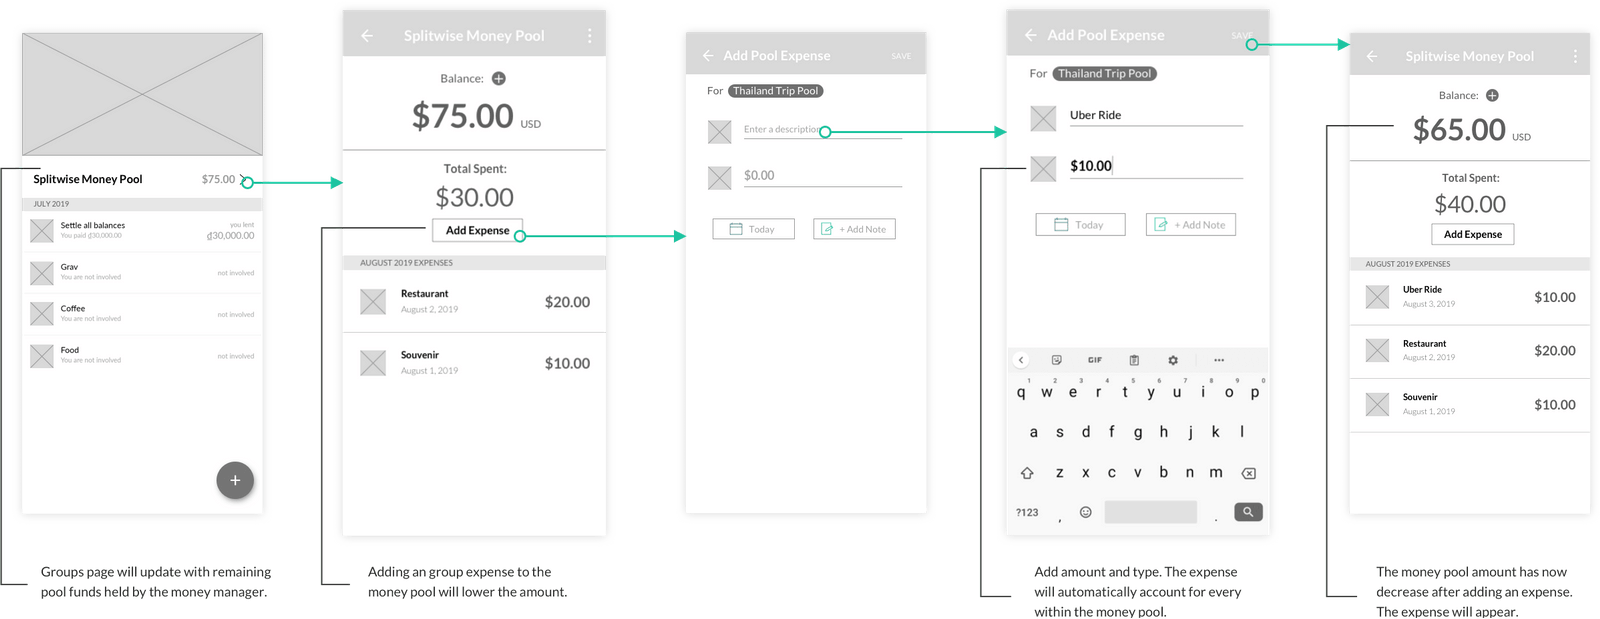 Splitwise Money Pool
$75.00
JULY 2019
Settle all balances
You paid ₫30,000.00
you lent
₫30,000.00
Grav
You are not involved
not involved
Coffee
You are not involved
not involved
Food
You are not involved
not involved
+
Groups page will update with remaining
pool funds held by the money manager.
Splitwise Money Pool
Balance:
$75.00 USD
Total Spent:
$30.00
Add Expense
AUGUST 2019 EXPENSES
Restaurant
August 2, 2019
$20.00
Souvenir
August 1, 2019
$10.00
Adding an group expense to the
money pool will lower the amount.
Add Pool Expense
SAVE
For Thailand Trip Pool
Enter a description
$0.00
Today
+ Add Note
Add Pool Expense
SAVE
For Thailand Trip Pool
Uber Ride
$10.00
Today
+ Add Note
GIF
1 2 3 4 5 6 7 8 9 0
q w e r t y u i o p
a s d f g h j k l
z x c v b n m
?123 , .
Add amount and type. The expense
will automatically account for every
within the money pool.
Splitwise Money Pool
Balance:
$65.00 USD
Total Spent:
$40.00
Add Expense
AUGUST 2019 EXPENSES
Uber Ride
August 3, 2019
$10.00
Restaurant
August 2, 2019
$20.00
Souvenir
August 1, 2019
$10.00
The money pool amount has now
decrease after adding an expense.
The expense will appear.